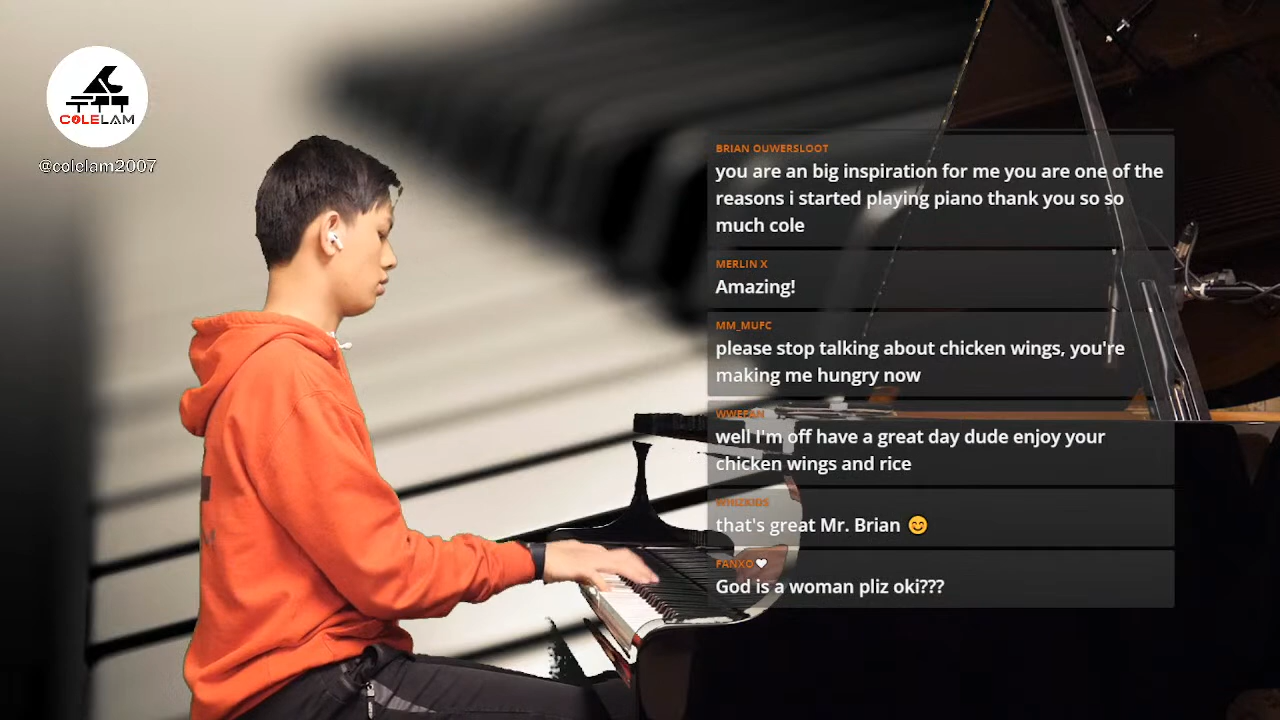 COLELAM
@colelam2007
BRIAN OUWERSLOOT
you are an big inspiration for me you are one of the
reasons i started playing piano thank you so so
much cole
MERLIN X
Amazing!
MM_MUFC
please stop talking about chicken wings, you're
making me hungry now
WWEFAN
well I'm off have a great day dude enjoy your
chicken wings and rice
WHIZKIDS
that's great Mr. Brian 😊
FANXO🤍
God is a woman pliz oki???